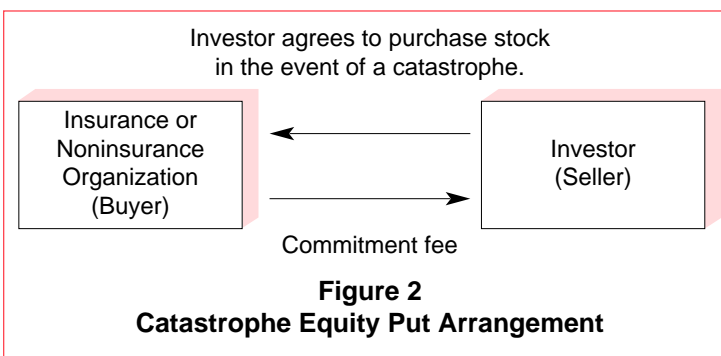 Investor agrees to purchase stock
in the event of a catastrophe.
Insurance or
Noninsurance
Organization
(Buyer)
Investor
(Seller)
Commitment fee
Figure 2
Catastrophe Equity Put Arrangement